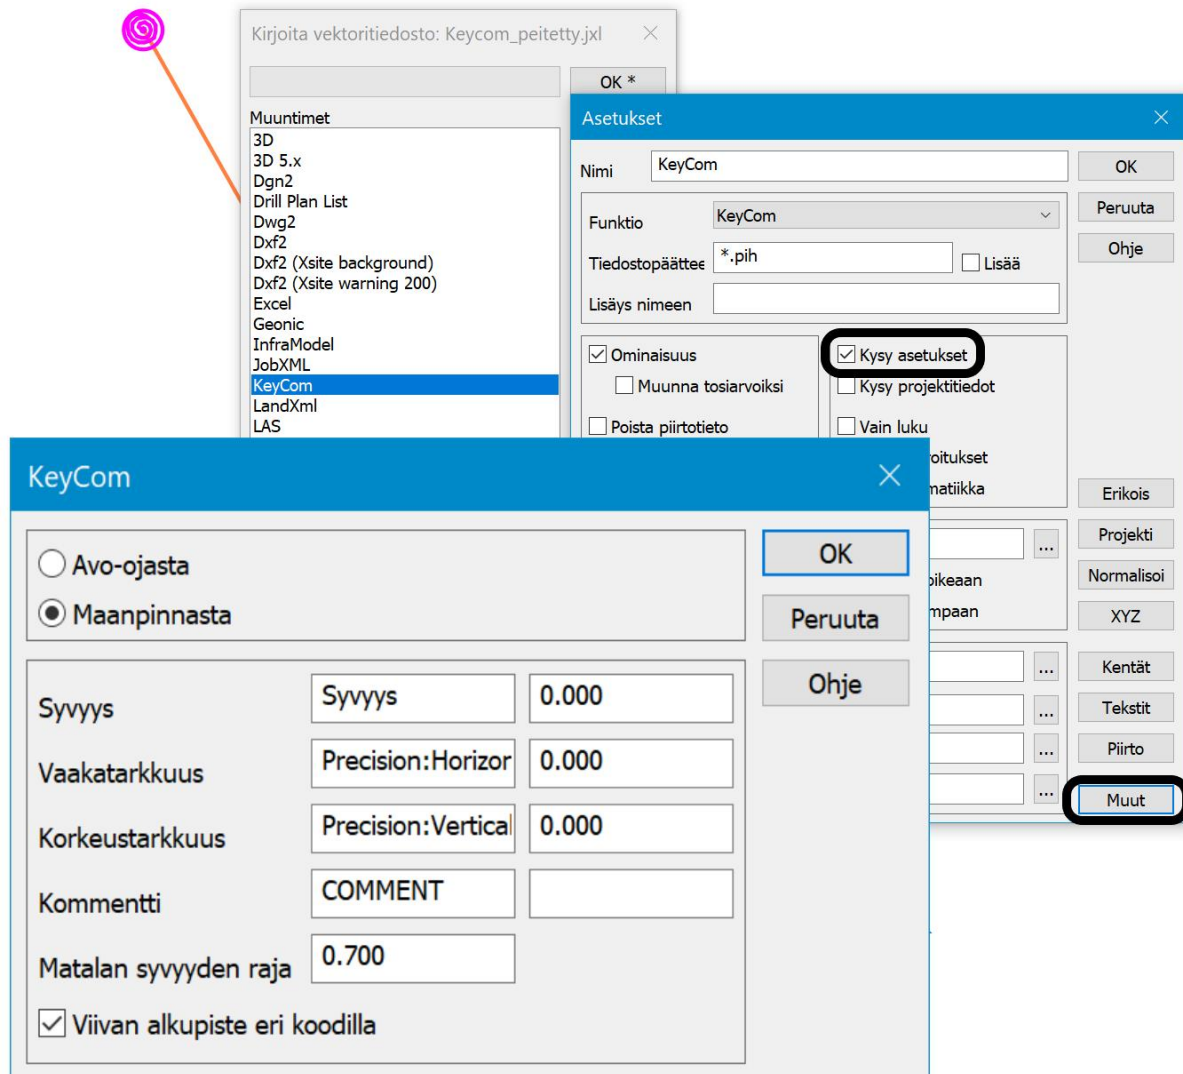 Kirjoita vektoritiedosto: Keycom_peitetty.jxl
OK *
Muuntimet
3D
3D 5.x
Dgn2
Drill Plan List
Dwg2
Dxf2
Dxf2 (Xsite background)
Dxf2 (Xsite warning 200)
Excel
Geonic
InfraModel
JobXML
KeyCom
LandXml
LAS
Asetukset
Nimi KeyCom
OK
Funktio KeyCom
Peruuta
Tiedostopäättee *.pih Lisää
Ohje
Lisäys nimeen
Ominaisuus
Muunna tosiarvoiksi
Poista piirtotieto
Kysy asetukset
Kysy projektitiedot
Vain luku
oitukset
matiikka
Erikois
... Projekti
oikeaan Normalisoi
mpaan XYZ
... Kentät
... Tekstit
... Piirto
... Muut
KeyCom
Avo-ojasta
Maanpinnasta
OK
Peruuta
Ohje
Syvyys Syvyys 0.000
Vaakatarkkuus Precision:Horizor 0.000
Korkeustarkkuus Precision:Vertical 0.000
Kommentti COMMENT
Matalan syvyyden raja 0.700
Viivan alkupiste eri koodilla